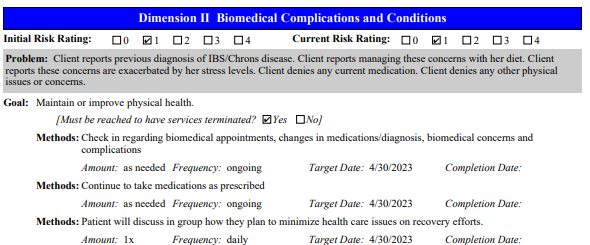 Dimension II  Biomedical Complications and Conditions
Initial Risk Rating: ☐0 ☑1 ☐2 ☐3 ☐4 Current Risk Rating: ☐0 ☑1 ☐2 ☐3 ☐4
Problem: Client reports previous diagnosis of IBS/Chrons disease. Client reports managing these concerns with her diet. Client
reports these concerns are exacerbated by her stress levels. Client denies any current medication. Client denies any other physical
issues or concerns.
Goal: Maintain or improve physical health.
[Must be reached to have services terminated? ☑Yes ☐No]
Methods: Check in regarding biomedical appointments, changes in medications/diagnosis, biomedical concerns and
complications
Amount: as needed Frequency: ongoing Target Date: 4/30/2023 Completion Date:
Methods: Continue to take medications as prescribed
Amount: as needed Frequency: ongoing Target Date: 4/30/2023 Completion Date:
Methods: Patient will discuss in group how they plan to minimize health care issues on recovery efforts.
Amount: 1x Frequency: daily Target Date: 4/30/2023 Completion Date: